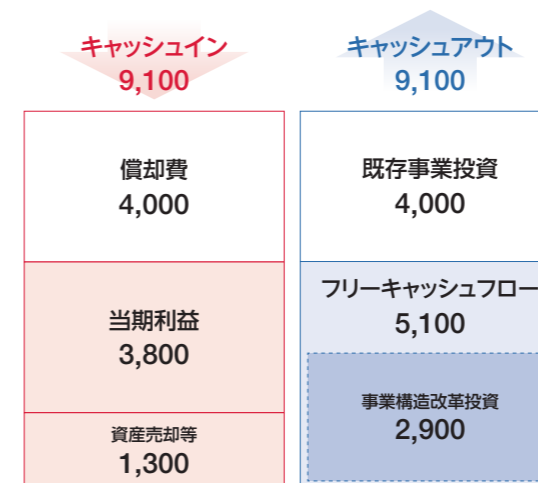 キャッシュイン
9,100
償却費
4,000
当期利益
3,800
資産売却等
1,300
キャッシュアウト
9,100
既存事業投資
4,000
フリーキャッシュフロー
5,100
事業構造改革投資
2,900